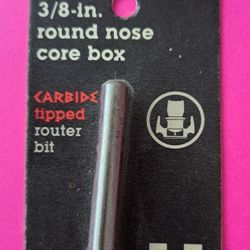 3/8-in.
round nose
core box
CARBIDE
tipped
router
bit